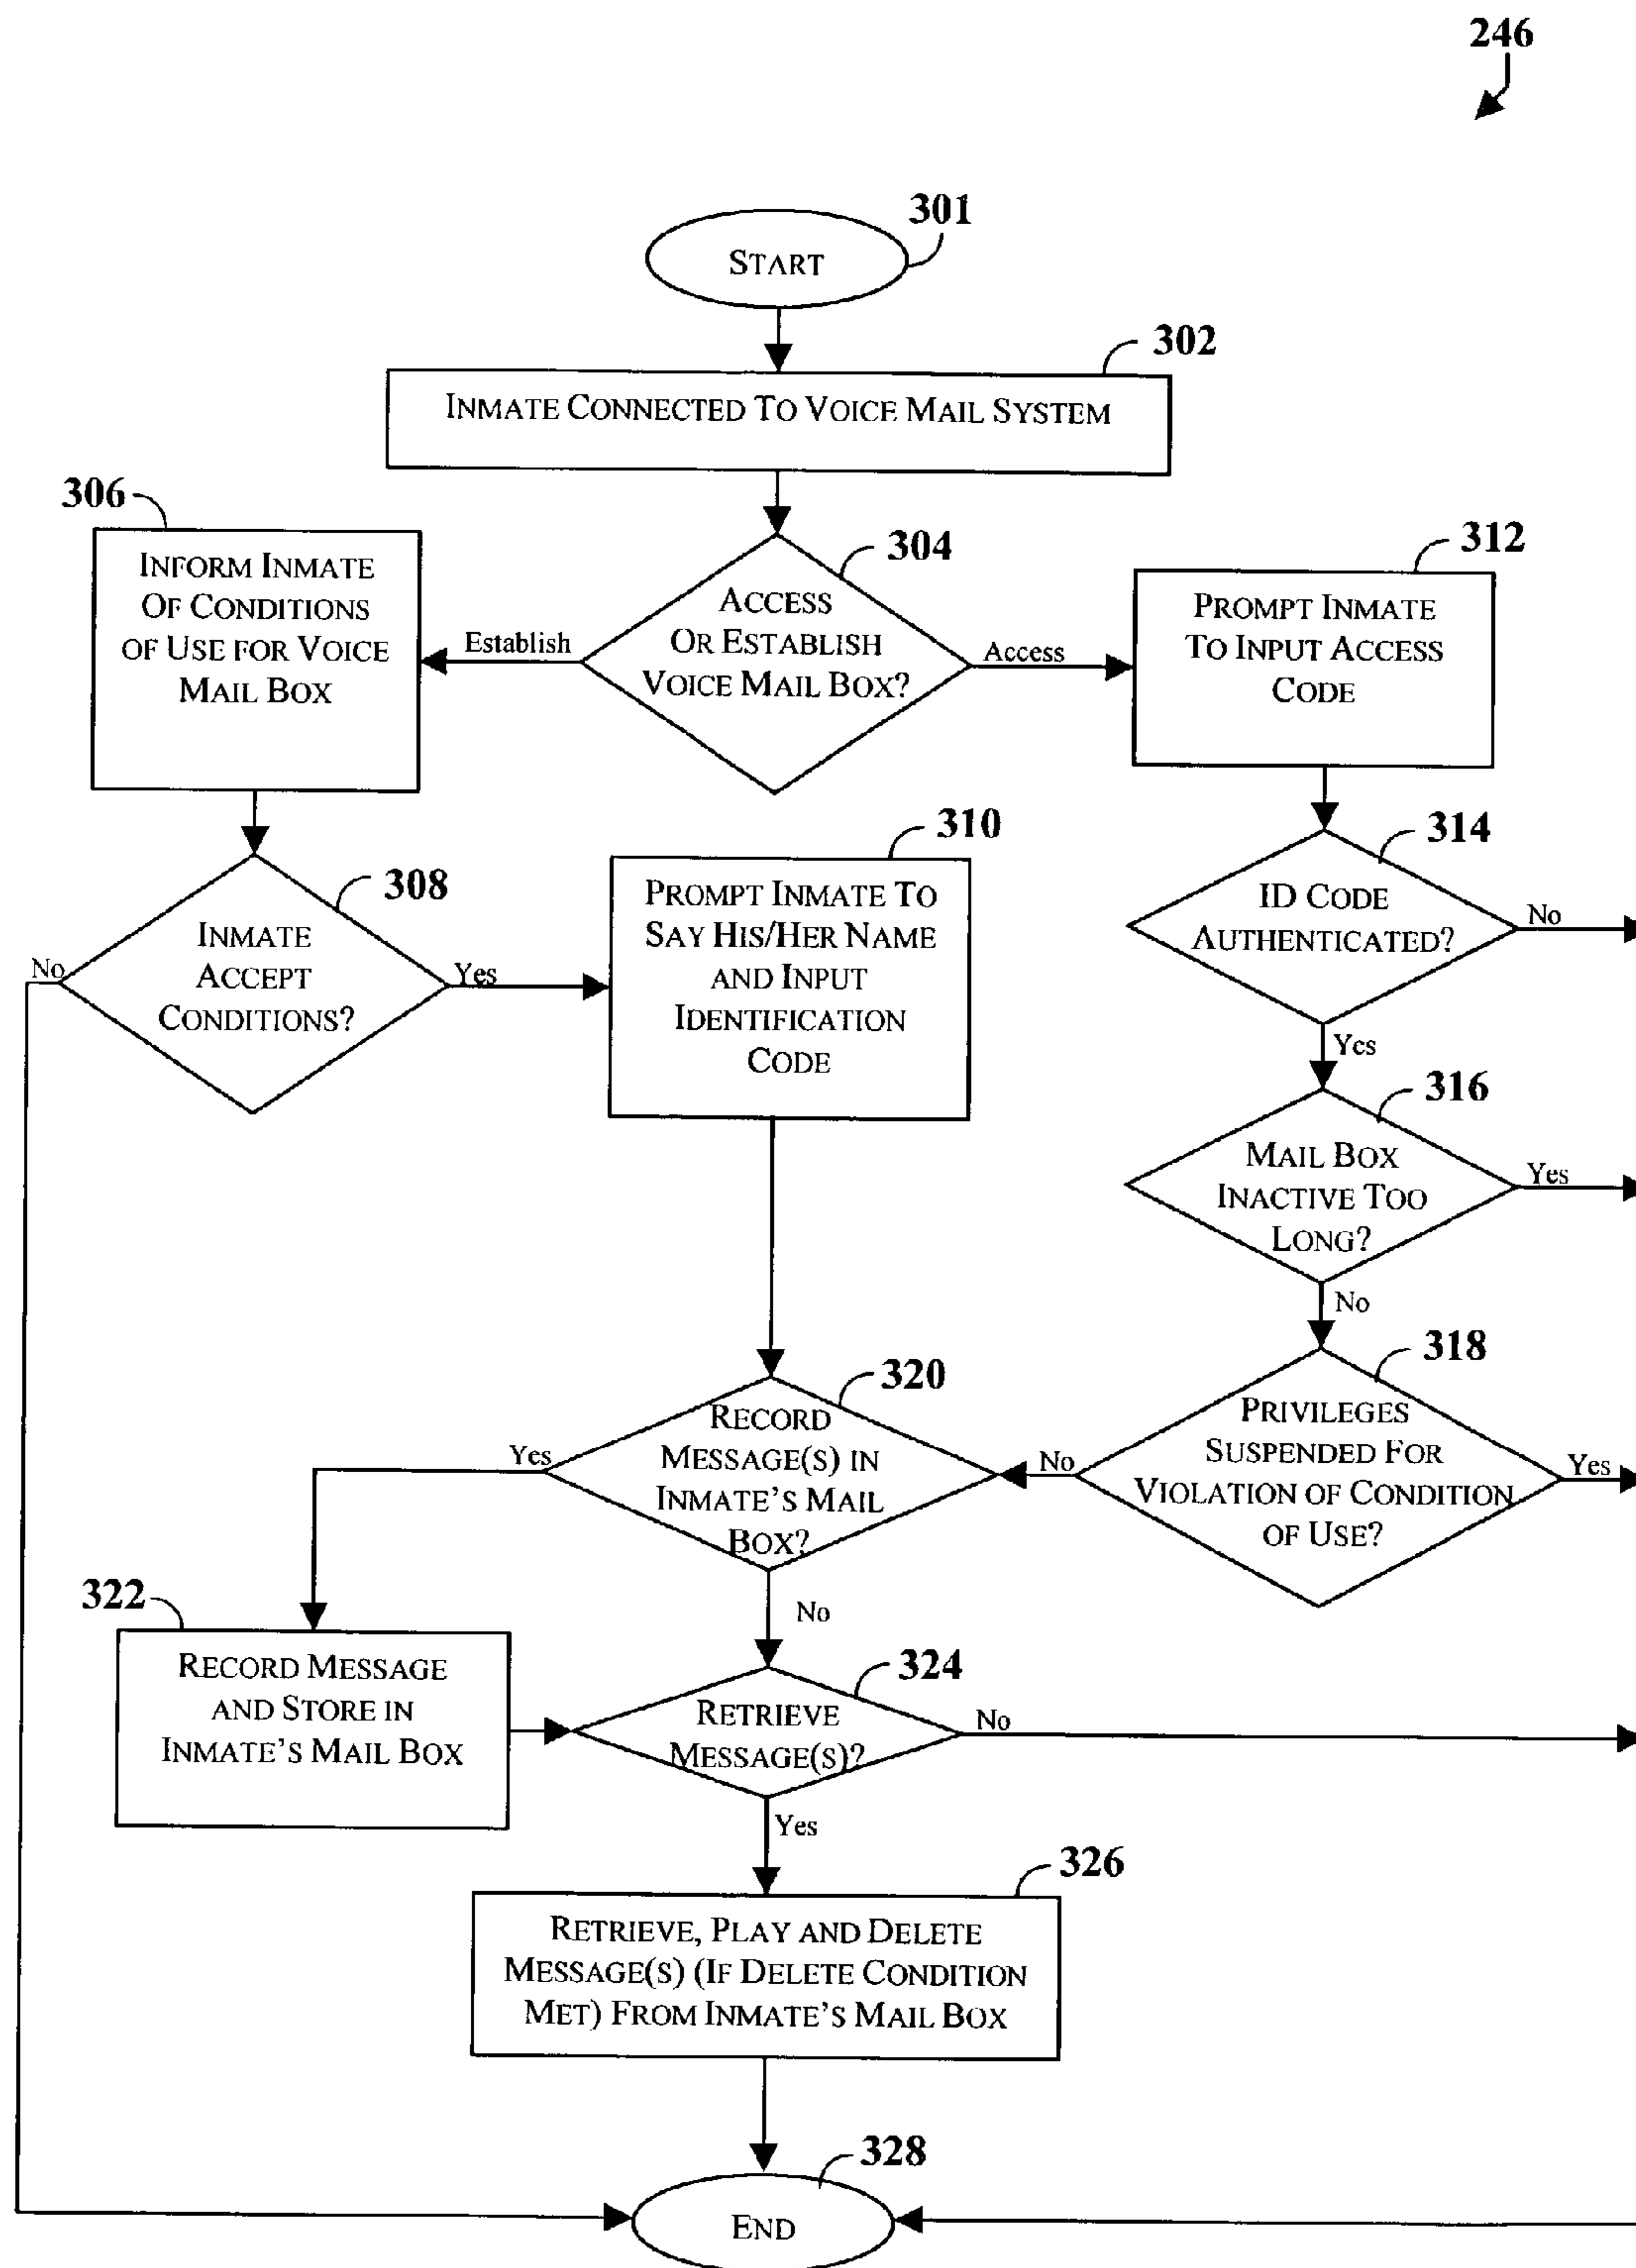 246
301
START
302
INMATE CONNECTED TO VOICE MAIL SYSTEM
306
INFORM INMATE
OF CONDITIONS
OF USE FOR VOICE
MAIL BOX
304
ACCESS
OR ESTABLISH
VOICE MAIL BOX?
Establish
Access
312
PROMPT INMATE
TO INPUT ACCESS
CODE
308
INMATE
ACCEPT
CONDITIONS?
No
Yes
310
PROMPT INMATE TO
SAY HIS/HER NAME
AND INPUT
IDENTIFICATION
CODE
314
ID CODE
AUTHENTICATED?
No
Yes
316
MAIL BOX
INACTIVE TOO
LONG?
Yes
No
318
PRIVILEGES
SUSPENDED FOR
VIOLATION OF CONDITION
OF USE?
Yes
No
320
RECORD
MESSAGE(S) IN
INMATE'S MAIL
BOX?
Yes
No
322
RECORD MESSAGE
AND STORE IN
INMATE'S MAIL BOX
324
RETRIEVE
MESSAGE(S)?
No
Yes
326
RETRIEVE, PLAY AND DELETE
MESSAGE(S) (IF DELETE CONDITION
MET) FROM INMATE'S MAIL BOX
328
END